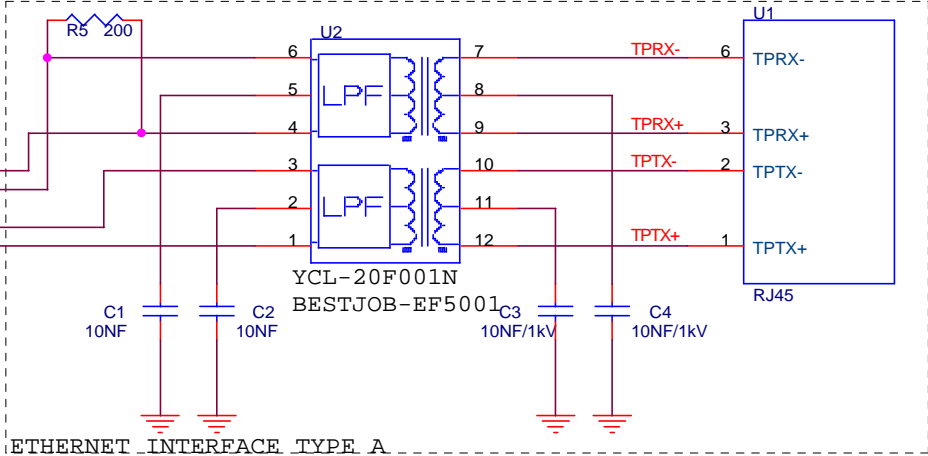 R5 200
U2
U1
6
5
4
3
2
1
LPF
LPF
7
8
9
10
11
12
TPRX-
TPRX+
TPTX-
TPTX+
6
3
2
1
TPRX-
TPRX+
TPTX-
TPTX+
RJ45
YCL-20F001N
BESTJOB-EF5001
C1
10NF
C2
10NF
C3
10NF/1kV
C4
10NF/1kV
ETHERNET INTERFACE TYPE A